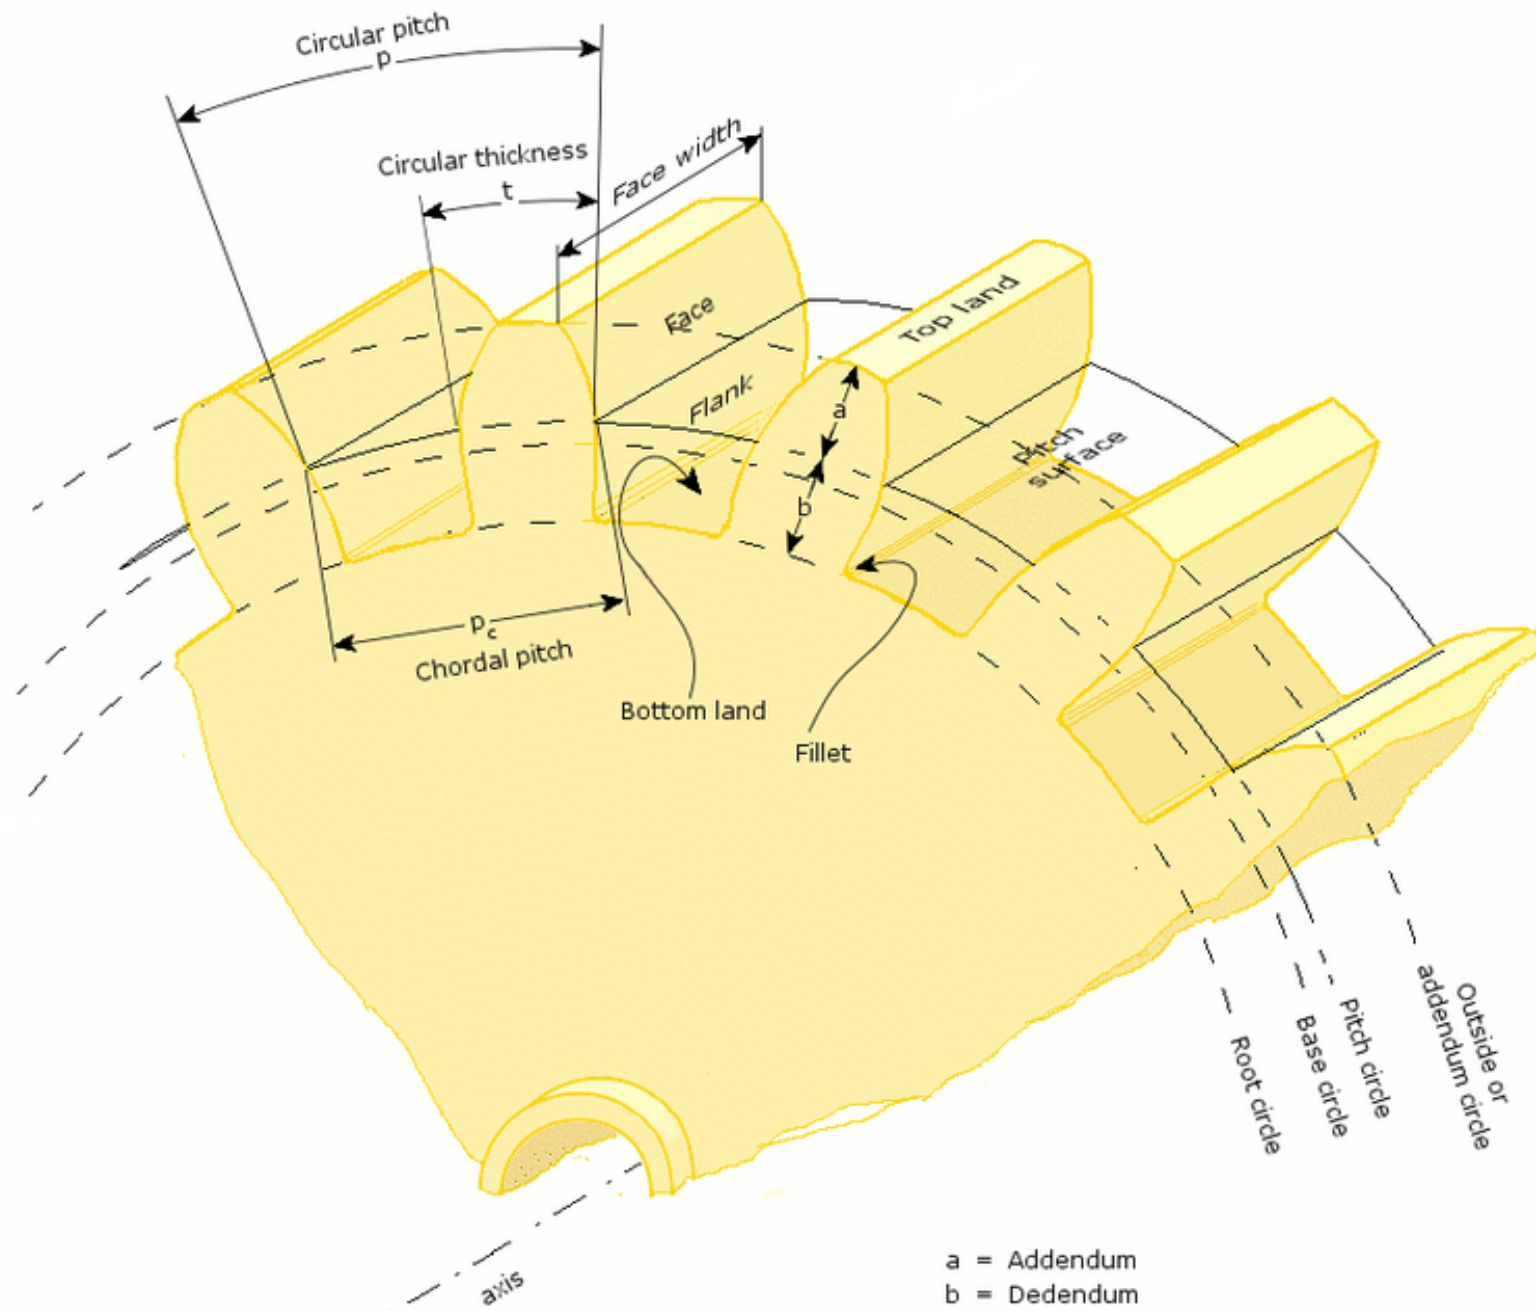 Circular pitch
p
Circular thickness
t
Face width
Face
Flank
Top land
a
b
pitch
surface
pc
Chordal pitch
Bottom land
Fillet
Outside or
addendum circle
Pitch circle
Base circle
Root circle
axis
a = Addendum
b = Dedendum